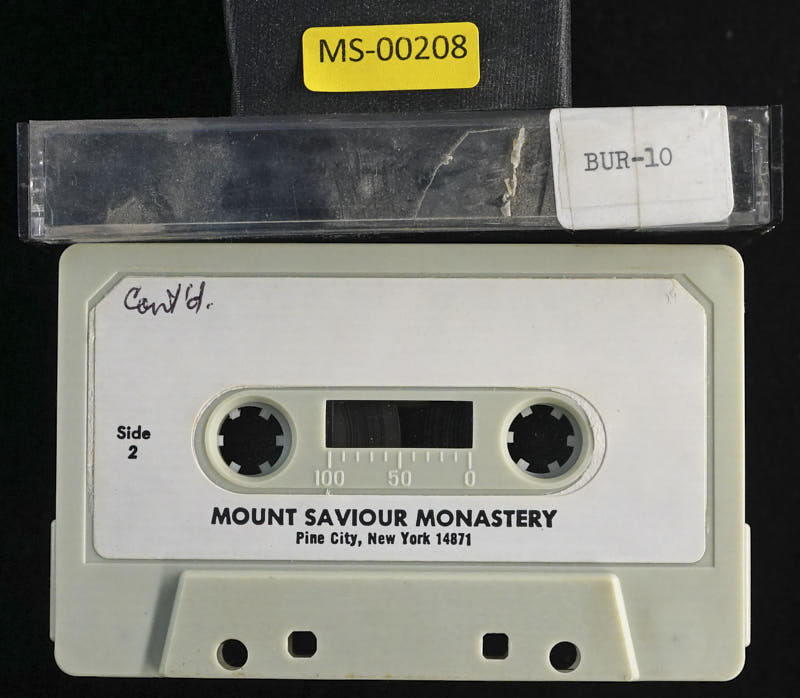 MS-00208
BUR-10
Cont'd.
Side
2
100 50 0
MOUNT SAVIOUR MONASTERY
Pine City, New York 14871